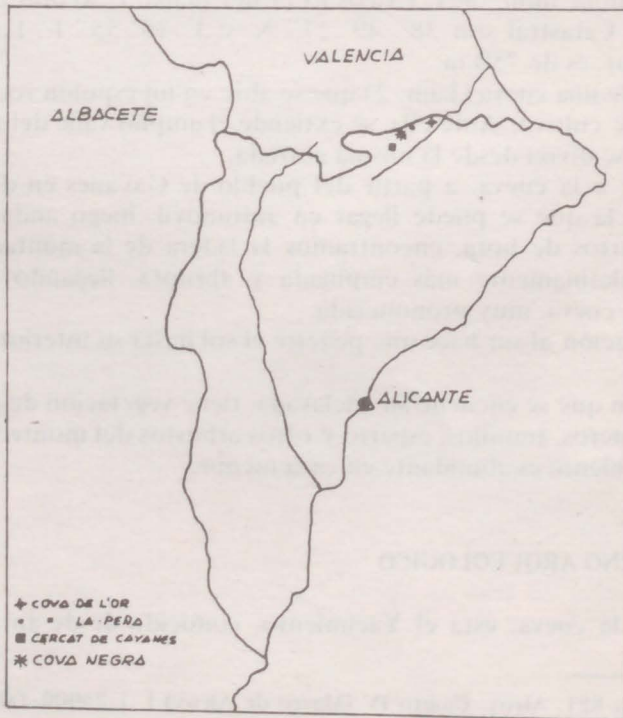 VALENCIA
ALBACETE
ALICANTE
COVA DE L'OR
LA PEÑA
CERCAT DE CAYANES
COVA NEGRA